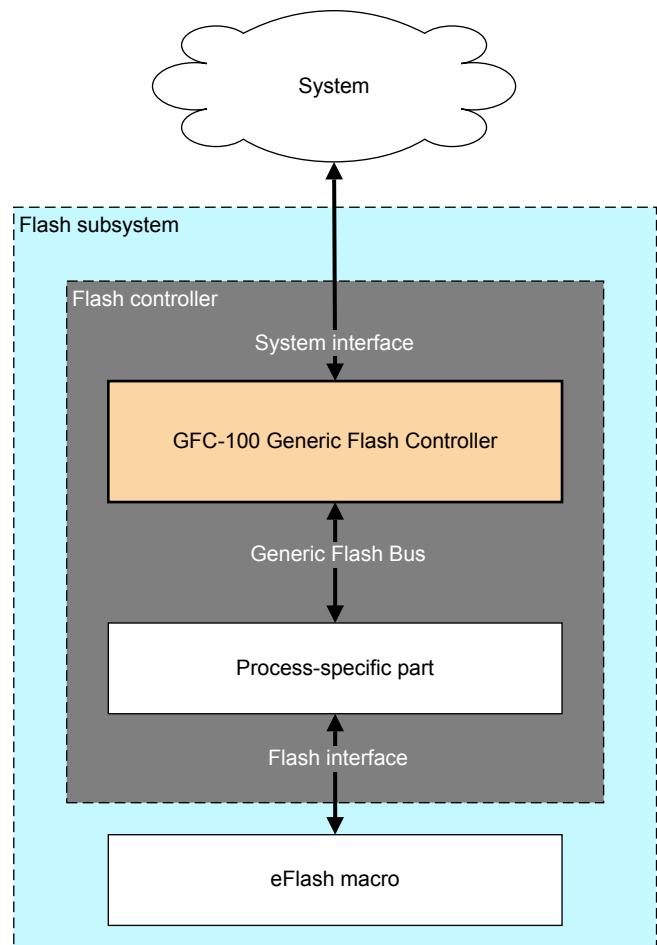 System
Flash subsystem
Flash controller
System interface
GFC-100 Generic Flash Controller
Generic Flash Bus
Process-specific part
Flash interface
eFlash macro